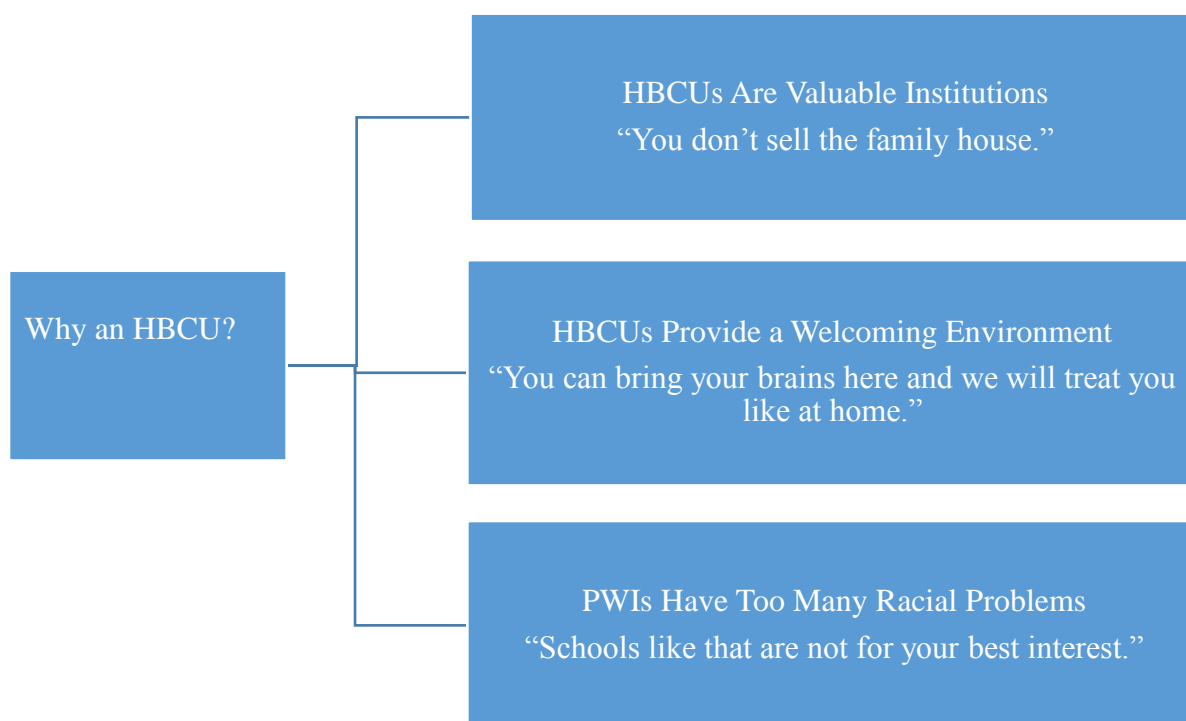 Why an HBCU?
HBCUs Are Valuable Institutions
“You don’t sell the family house.”
HBCUs Provide a Welcoming Environment
“You can bring your brains here and we will treat you
like at home.”
PWIs Have Too Many Racial Problems
“Schools like that are not for your best interest.”